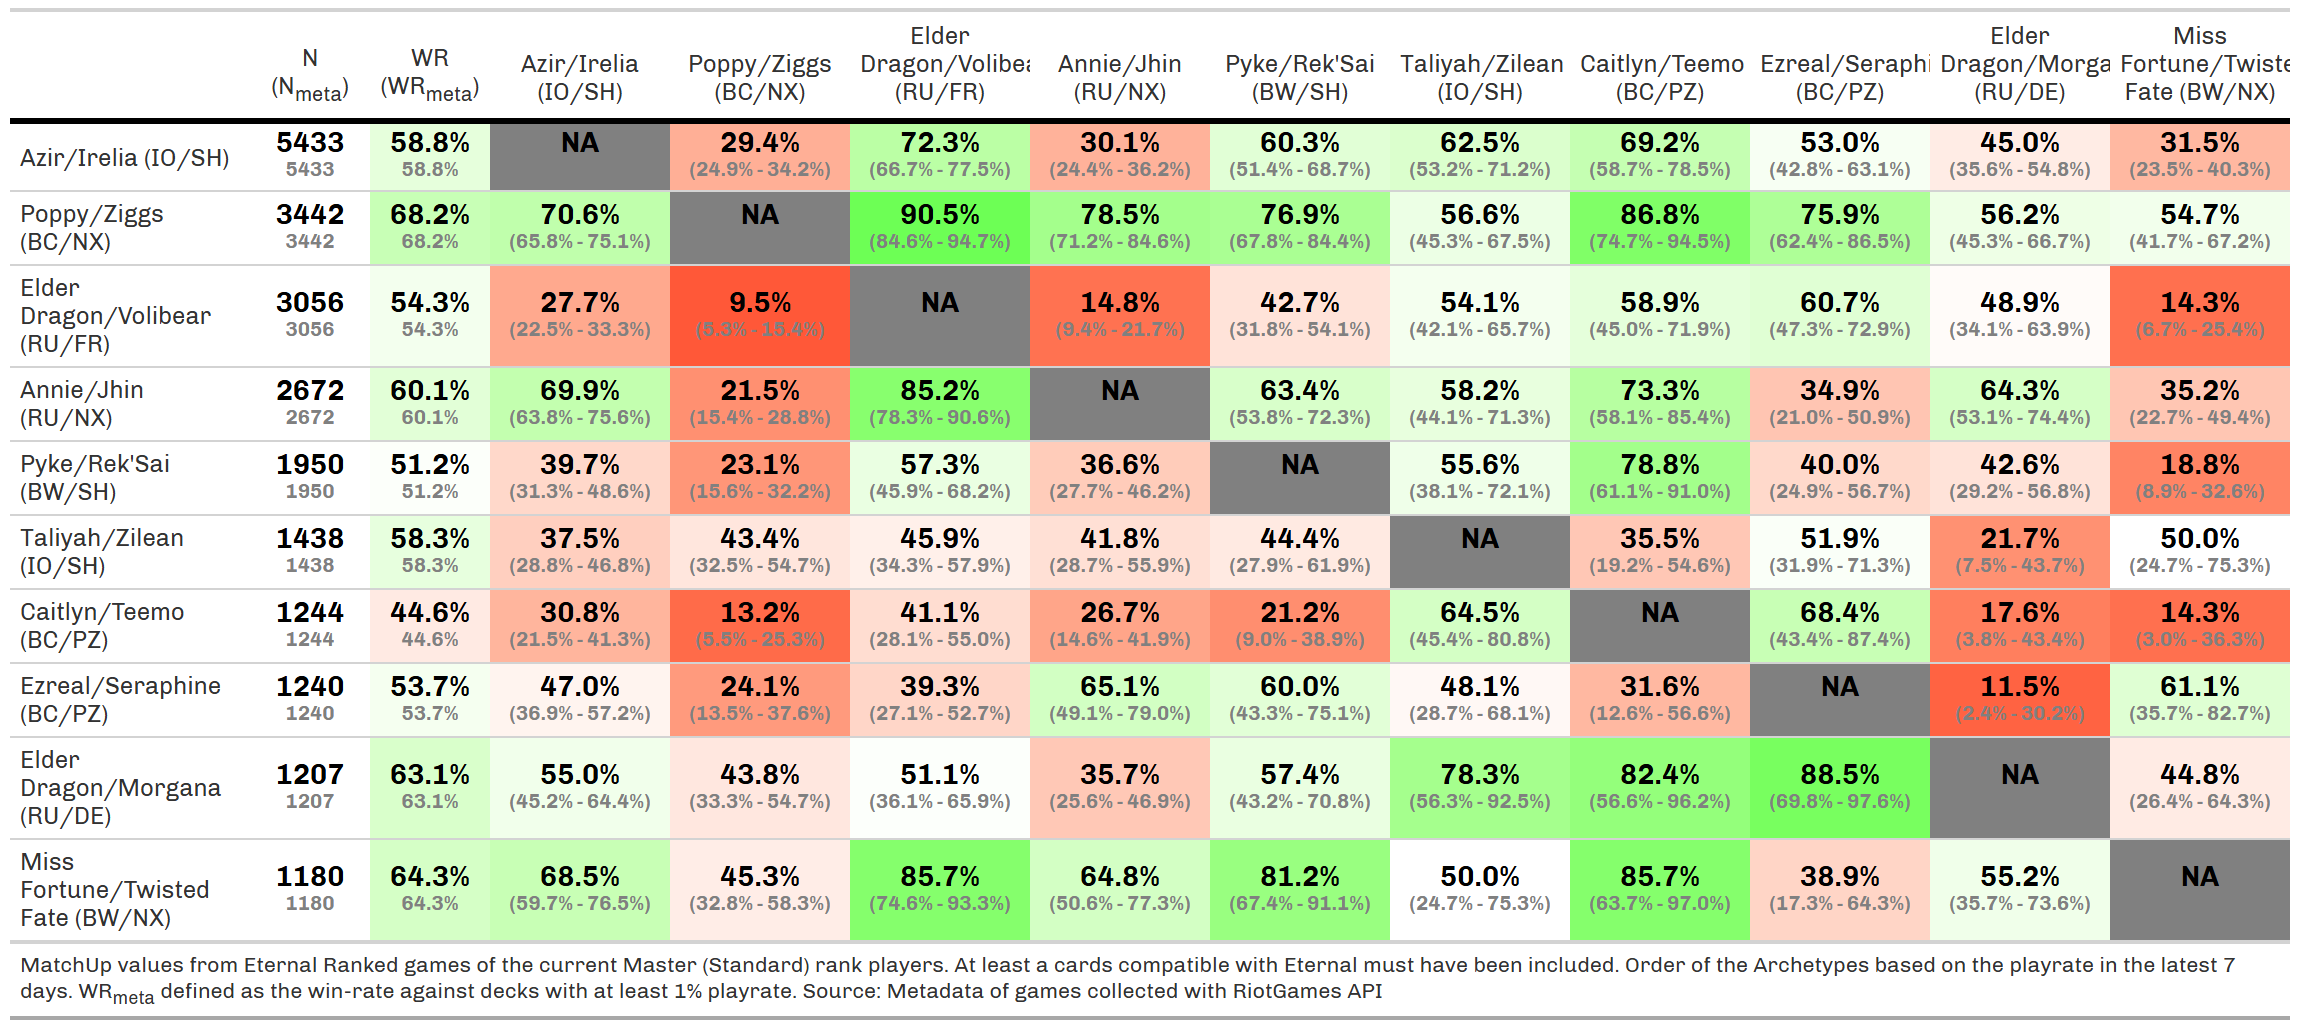 N (Nmeta) WR (WRmeta) Azir/Irelia (IO/SH) Poppy/Ziggs (BC/NX) Elder Dragon/Volibea (RU/FR) Annie/Jhin (RU/NX) Pyke/Rek'Sai (BW/SH) Taliyah/Zilean (IO/SH) Caitlyn/Teemo (BC/PZ) Ezreal/Seraphi (BC/PZ) Elder Dragon/Morga (RU/DE) Miss Fortune/Twiste Fate (BW/NX)
Azir/Irelia (IO/SH) 5433 58.8% NA 29.4% 72.3% 30.1% 60.3% 62.5% 69.2% 53.0% 45.0% 31.5%
5433 58.8% (24.9% - 34.2%) (66.7% - 77.5%) (24.4% - 36.2%) (51.4% - 68.7%) (53.2% - 71.2%) (58.7% - 78.5%) (42.8% - 63.1%) (35.6% - 54.8%) (23.5% - 40.3%)
Poppy/Ziggs 3442 68.2% 70.6% NA 90.5% 78.5% 76.9% 56.6% 86.8% 75.9% 56.2% 54.7%
(BC/NX) 3442 68.2% (65.8% - 75.1%) (84.6% - 94.7%) (71.2% - 84.6%) (67.8% - 84.4%) (45.3% - 67.5%) (74.7% - 94.5%) (62.4% - 86.5%) (45.3% - 66.7%) (41.7% - 67.2%)
Elder
Dragon/Volibear 3056 54.3% 27.7% 9.5% NA 14.8% 42.7% 54.1% 58.9% 60.7% 48.9% 14.3%
(RU/FR) 3056 54.3% (22.5% - 33.3%) (5.3% - 15.4%) (9.4% - 21.7%) (31.8% - 54.1%) (42.1% - 65.7%) (45.0% - 71.9%) (47.3% - 72.9%) (34.1% - 63.9%) (6.7% - 25.4%)
Annie/Jhin 2672 60.1% 69.9% 21.5% 85.2% NA 63.4% 58.2% 73.3% 34.9% 64.3% 35.2%
(RU/NX) 2672 60.1% (63.8% - 75.6%) (15.4% - 28.8%) (78.3% - 90.6%) (53.8% - 72.3%) (44.1% - 71.3%) (58.1% - 85.4%) (21.0% - 50.9%) (53.1% - 74.4%) (22.7% - 49.4%)
Pyke/Rek'Sai 1950 51.2% 39.7% 23.1% 57.3% 36.6% NA 55.6% 78.8% 40.0% 42.6% 18.8%
(BW/SH) 1950 51.2% (31.3% - 48.6%) (15.6% - 32.2%) (45.9% - 68.2%) (27.7% - 46.2%) (38.1% - 72.1%) (61.1% - 91.0%) (24.9% - 56.7%) (29.2% - 56.8%) (8.9% - 32.6%)
Taliyah/Zilean 1438 58.3% 37.5% 43.4% 45.9% 41.8% 44.4% NA 35.5% 51.9% 21.7% 50.0%
(IO/SH) 1438 58.3% (28.8% - 46.8%) (32.5% - 54.7%) (34.3% - 57.9%) (28.7% - 55.9%) (27.9% - 61.9%) (19.2% - 54.6%) (31.9% - 71.3%) (7.5% - 43.7%) (24.7% - 75.3%)
Caitlyn/Teemo 1244 44.6% 30.8% 13.2% 41.1% 26.7% 21.2% 64.5% NA 68.4% 17.6% 14.3%
(BC/PZ) 1244 44.6% (21.5% - 41.3%) (5.5% - 25.3%) (28.1% - 55.0%) (14.6% - 41.9%) (9.0% - 38.9%) (45.4% - 80.8%) (43.4% - 87.4%) (3.8% - 43.4%) (3.0% - 36.3%)
Ezreal/Seraphine 1240 53.7% 47.0% 24.1% 39.3% 65.1% 60.0% 48.1% 31.6% NA 11.5% 61.1%
(BC/PZ) 1240 53.7% (36.9% - 57.2%) (13.5% - 37.6%) (27.1% - 52.7%) (49.1% - 79.0%) (43.3% - 75.1%) (28.7% - 68.1%) (12.6% - 56.6%) (2.4% - 30.2%) (35.7% - 82.7%)
Elder
Dragon/Morgana 1207 63.1% 55.0% 43.8% 51.1% 35.7% 57.4% 78.3% 82.4% 88.5% NA 44.8%
(RU/DE) 1207 63.1% (45.2% - 64.4%) (33.3% - 54.7%) (36.1% - 65.9%) (25.6% - 46.9%) (43.2% - 70.8%) (56.3% - 92.5%) (56.6% - 96.2%) (69.8% - 97.6%) (26.4% - 64.3%)
Miss
Fortune/Twisted 1180 64.3% 68.5% 45.3% 85.7% 64.8% 81.2% 50.0% 85.7% 38.9% 55.2% NA
Fate (BW/NX) 1180 64.3% (59.7% - 76.5%) (32.8% - 58.3%) (74.6% - 93.3%) (50.6% - 77.3%) (67.4% - 91.1%) (24.7% - 75.3%) (63.7% - 97.0%) (17.3% - 64.3%) (35.7% - 73.6%)
MatchUp values from Eternal Ranked games of the current Master (Standard) rank players. At least a cards compatible with Eternal must have been included. Order of the Archetypes based on the playrate in the latest 7
days. WRmeta defined as the win-rate against decks with at least 1% playrate. Source: Metadata of games collected with RiotGames API